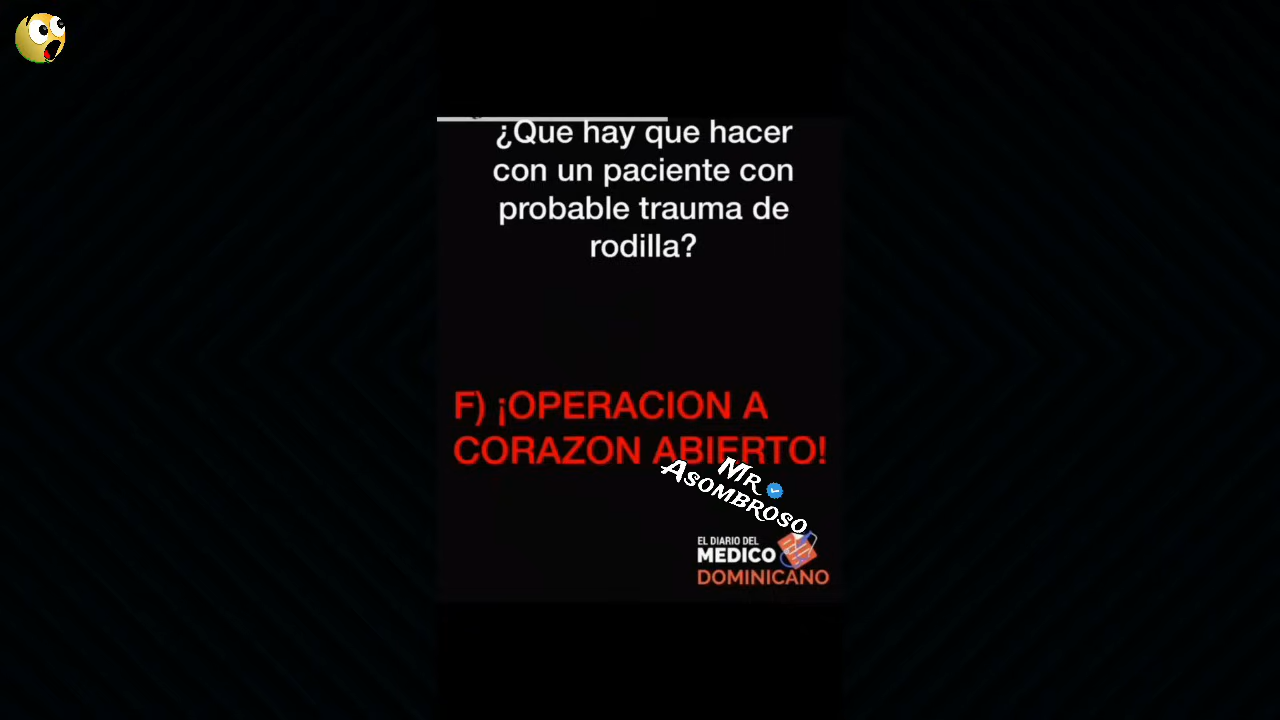 ¿Que hay que hacer
con un paciente con
probable trauma de
rodilla?
F) ¡OPERACION A
CORAZON ABIERTO!
Mr
Asombroso
EL DIARIO DEL
MEDICO
DOMINICANO